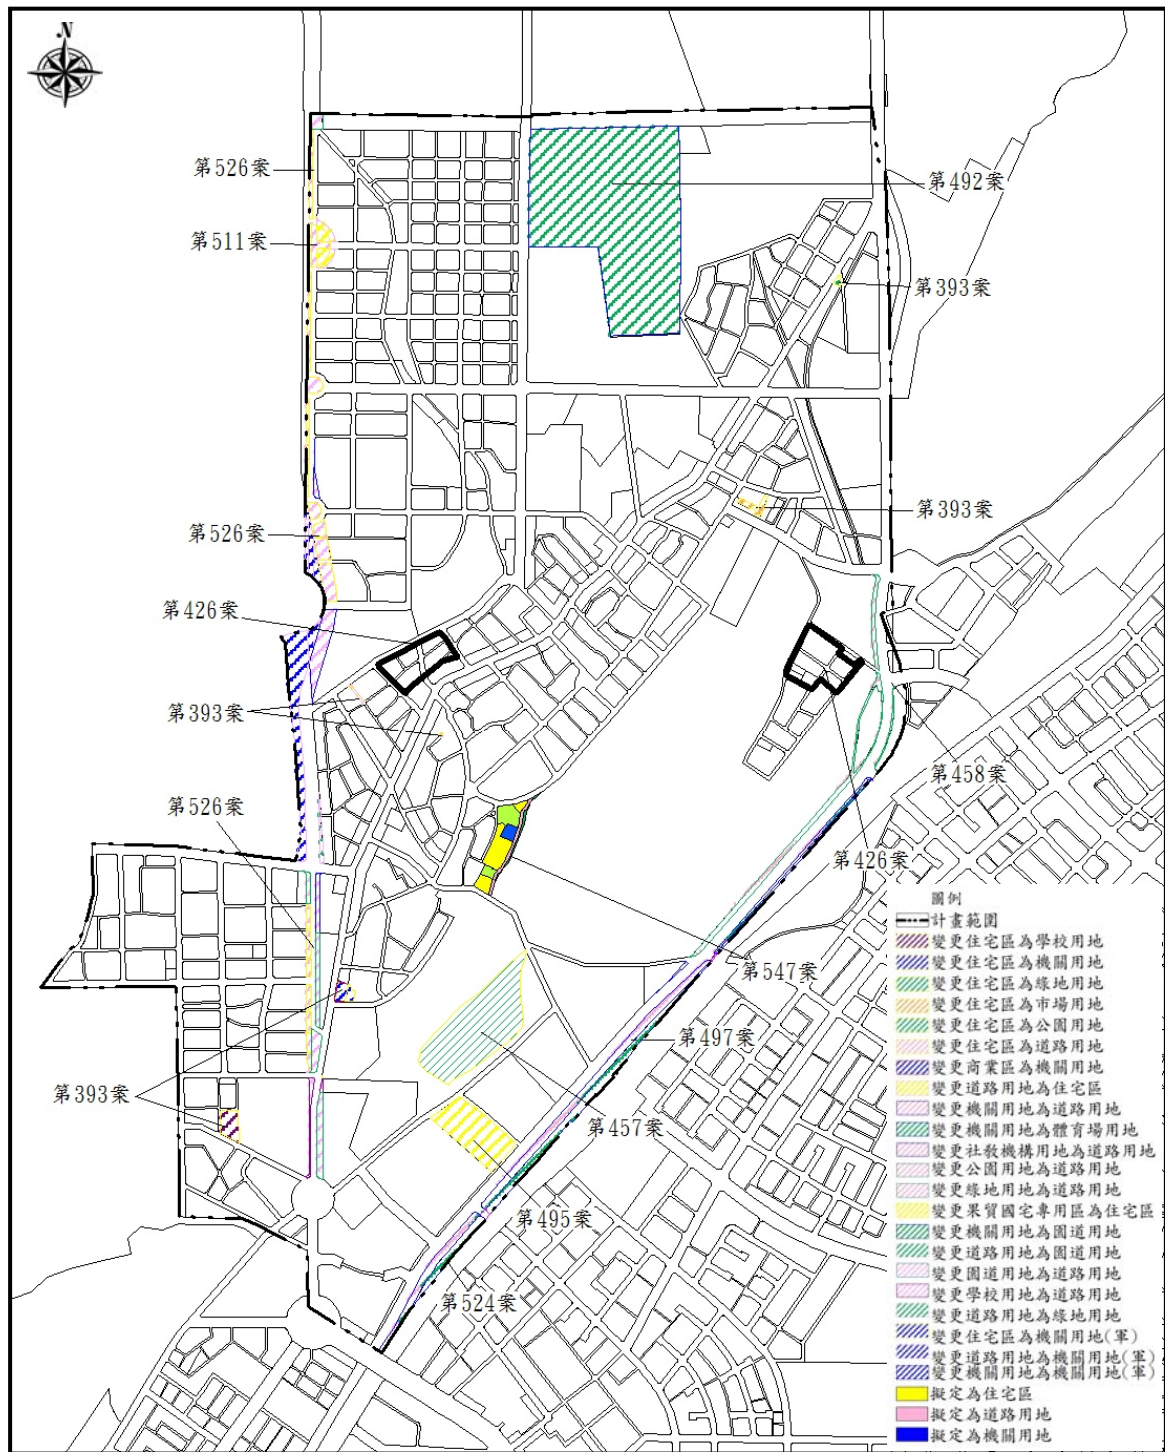 N
第526案
第492案
第511案
第393案
第393案
第526案
第426案
第393案
第458案
第526案
第426案
第547案
第497案
第393案
第457案
第495案
第524案
圖例
計畫範圍
變更住宅區為學校用地
變更住宅區為機關用地
變更住宅區為綠地用地
變更住宅區為市場用地
變更住宅區為公園用地
變更住宅區為道路用地
變更商業區為機關用地
變更道路用地為住宅區
變更機關用地為道路用地
變更機關用地為體育場用地
變更社教機構用地為道路用地
變更公園用地為道路用地
變更綠地用地為道路用地
變更果貿國宅專用區為住宅區
變更機關用地為園道用地
變更道路用地為園道用地
變更園道用地為道路用地
變更學校用地為道路用地
變更道路用地為綠地用地
變更住宅區為機關用地(軍)
變更道路用地為機關用地(軍)
變更機關用地為機關用地(軍)
擬定為住宅區
擬定為道路用地
擬定為機關用地